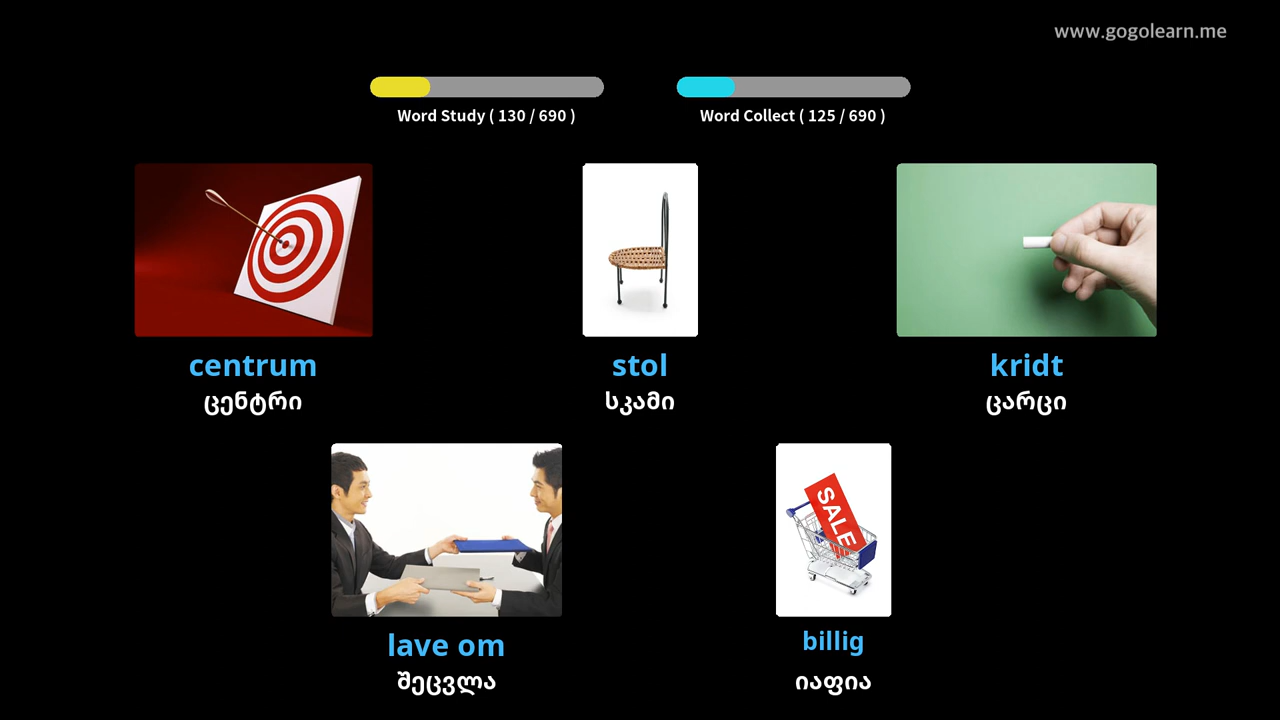 www.gogolearn.me
Word Study ( 130 / 690 )
Word Collect ( 125 / 690 )
centrum
ცენტრი
stol
სკამი
kridt
ცარცი
SALE
lave om
შეცვლა
billig
იაფია